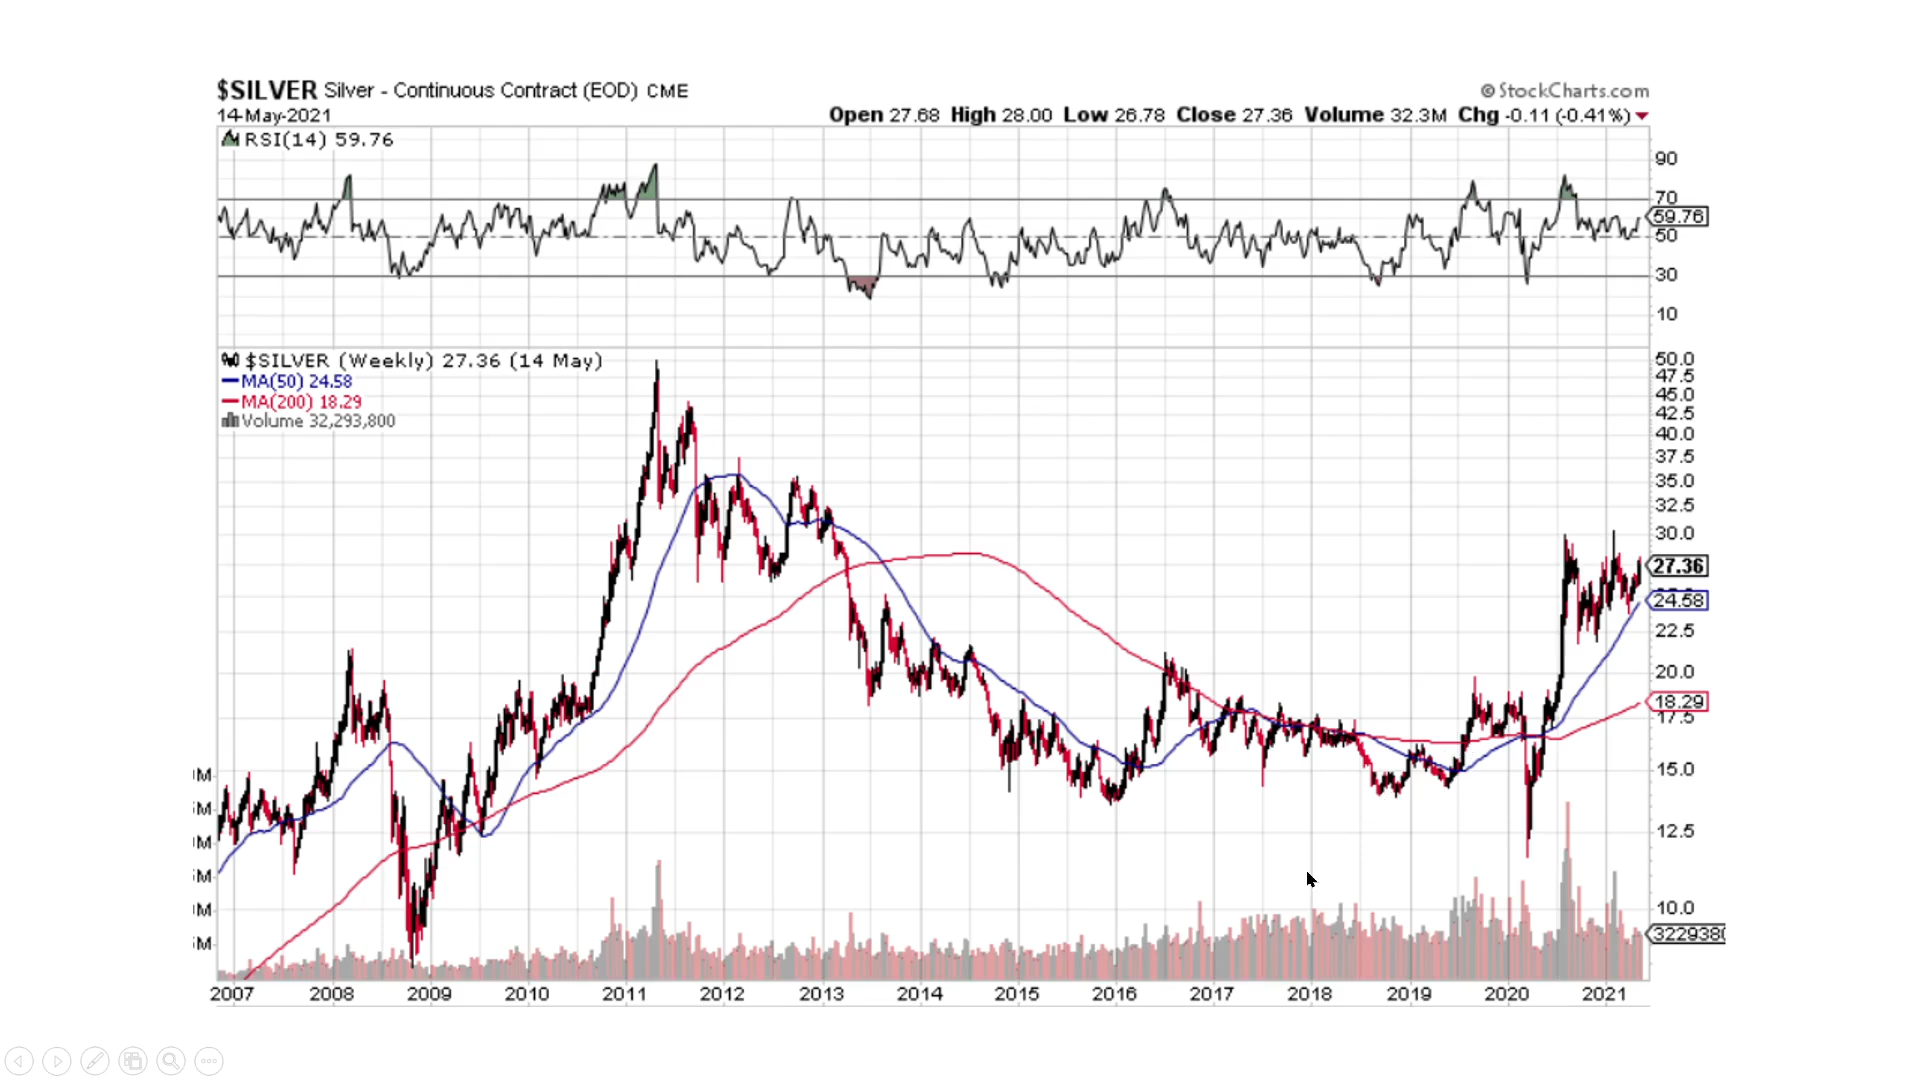 $SILVER Silver - Continuous Contract (EOD) CME
© StockCharts.com
14-May-2021
Open 27.68 High 28.00 Low 26.78 Close 27.36 Volume 32.3M Chg -0.11 (-0.41%)
RSI(14) 59.76
90
70
59.76
50
30
10
$SILVER (Weekly) 27.36 (14 May)
MA(50) 24.58
MA(200) 18.29
Volume 32,293,800
50.0
47.5
45.0
42.5
40.0
37.5
35.0
32.5
30.0
27.36
24.58
22.5
20.0
18.29
17.5
15.0
12.5
10.0
3229380
2007 2008 2009 2010 2011 2012 2013 2014 2015 2016 2017 2018 2019 2020 2021